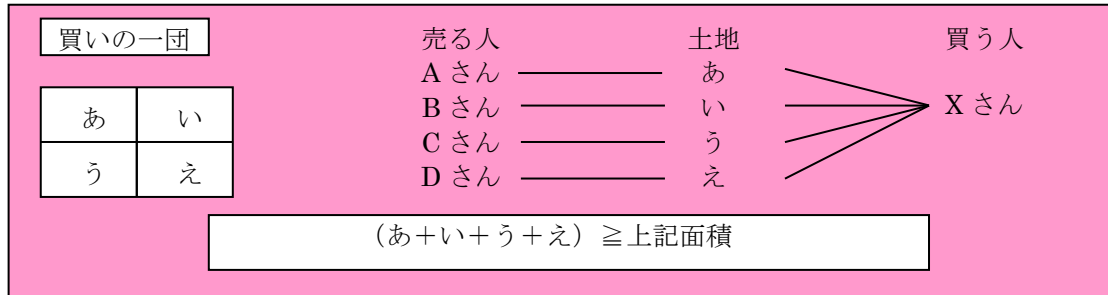 買いの一団
売る人 土地 買う人
Aさん あ
Bさん い Xさん
Cさん う
Dさん え
あ い
う え
(あ+い+う+え)≧上記面積